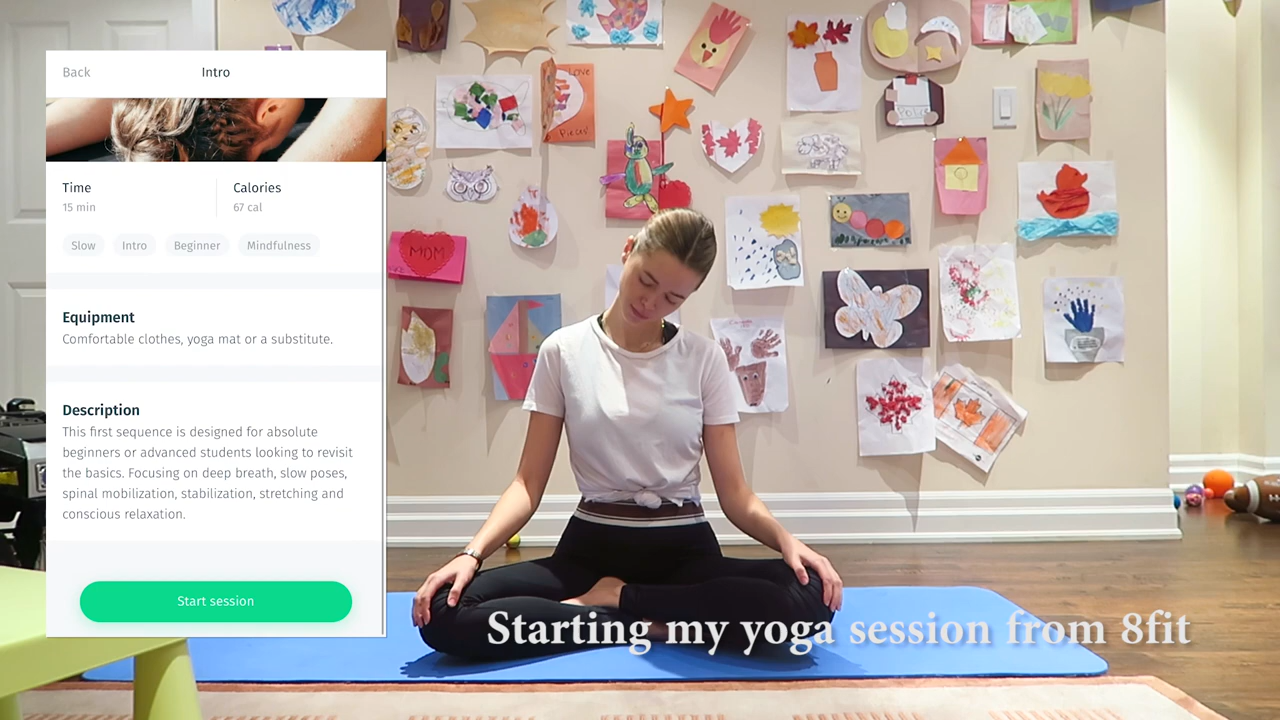 Back
Intro
Time
Calories
15 min
67 cal
Slow
Intro
Beginner
Mindfulness
Equipment
Comfortable clothes, yoga mat or a substitute.
Description
This first sequence is designed for absolute
beginners or advanced students looking to revisit
the basics. Focusing on deep breath, slow poses,
spinal mobilization, stabilization, stretching and
conscious relaxation.
Start session
Love
Pieces
MOM
Starting my yoga session from 8fit